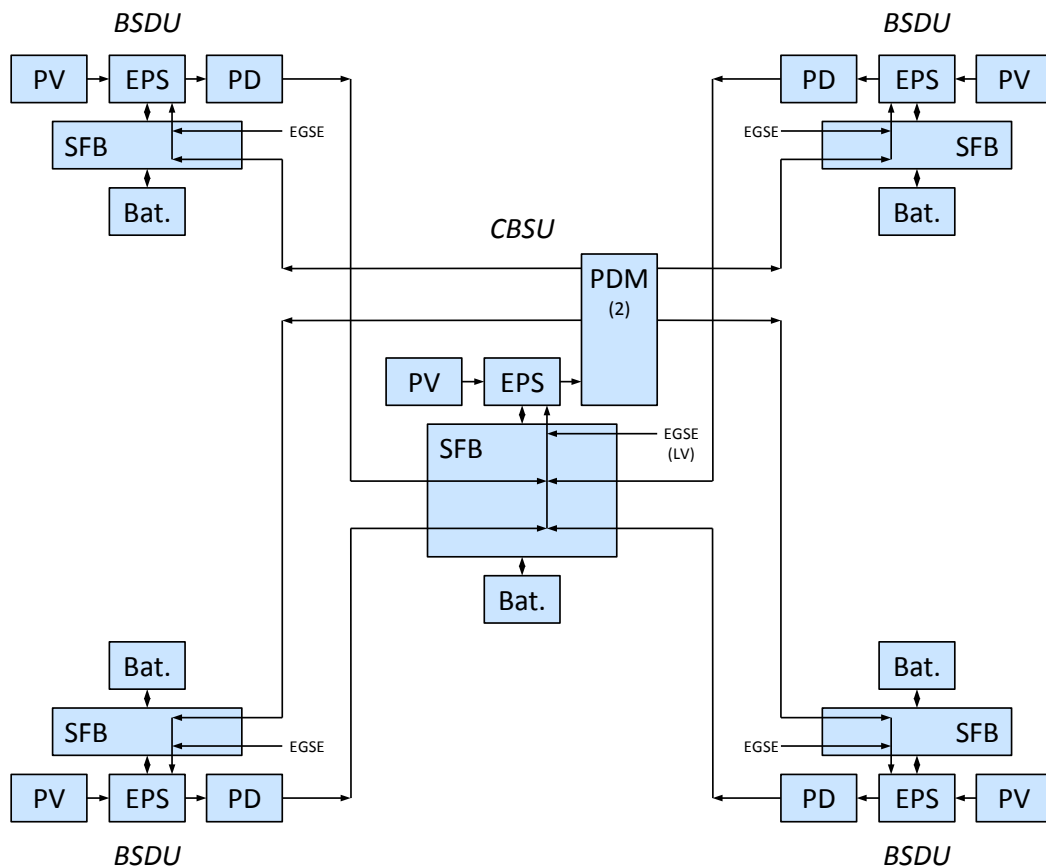 BSDU
BSDU
PV
EPS
PD
PD
EPS
PV
EGSE
EGSE
SFB
SFB
Bat.
Bat.
CBSU
PDM
(2)
PV
EPS
EGSE
(LV)
SFB
Bat.
Bat.
Bat.
SFB
SFB
EGSE
EGSE
PV
EPS
PD
PD
EPS
PV
BSDU
BSDU